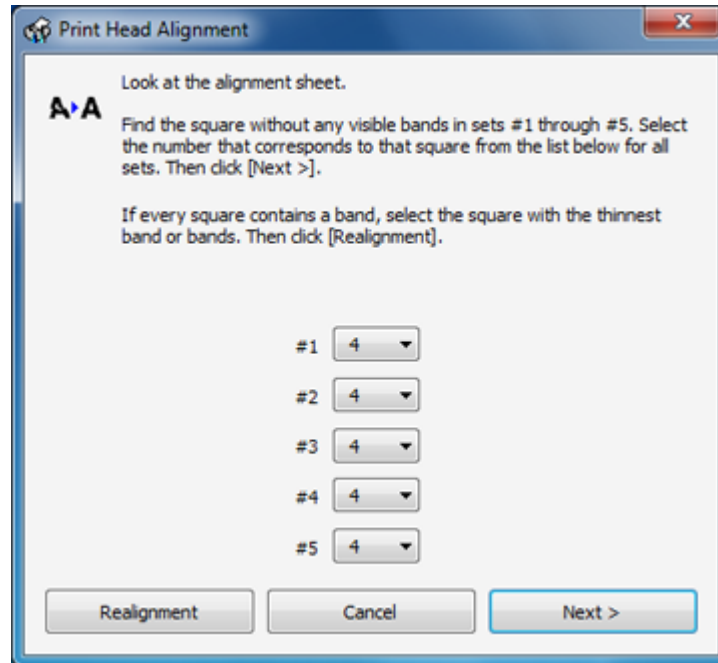 Print Head Alignment
X
Look at the alignment sheet.
A▸A
Find the square without any visible bands in sets #1 through #5. Select
the number that corresponds to that square from the list below for all
sets. Then click [Next >].
If every square contains a band, select the square with the thinnest
band or bands. Then click [Realignment].
#1 4
#2 4
#3 4
#4 4
#5 4
Realignment Cancel Next >